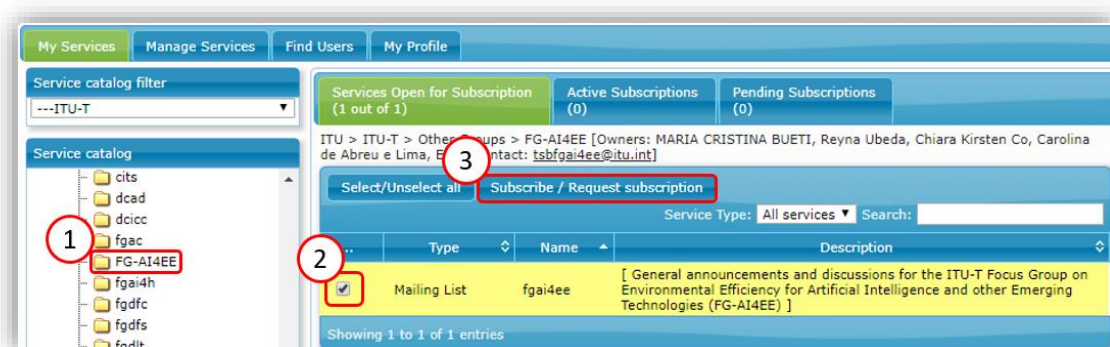 My Services Manage Services Find Users My Profile
Service catalog filter
---ITU-T
Service catalog
cits
dcad
dcicc
1
fgac
FG-AI4EE
fgai4h
fgdfc
fgdfs
fgdlt
Services Open for Subscription
(1 out of 1)
Active Subscriptions
(0)
Pending Subscriptions
(0)
ITU > ITU-T > Other Groups > FG-AI4EE [Owners: MARIA CRISTINA BUETI, Reyna Ubeda, Chiara Kirsten Co, Carolina
de Abreu e Lima, tsbfgai4ee@itu.int]
3
Select/Unselect all Subscribe / Request subscription
Service Type: All services Search:
2
... Type Name Description
Mailing List fgai4ee
[ General announcements and discussions for the ITU-T Focus Group on
Environmental Efficiency for Artificial Intelligence and other Emerging
Technologies (FG-AI4EE) ]
Showing 1 to 1 of 1 entries